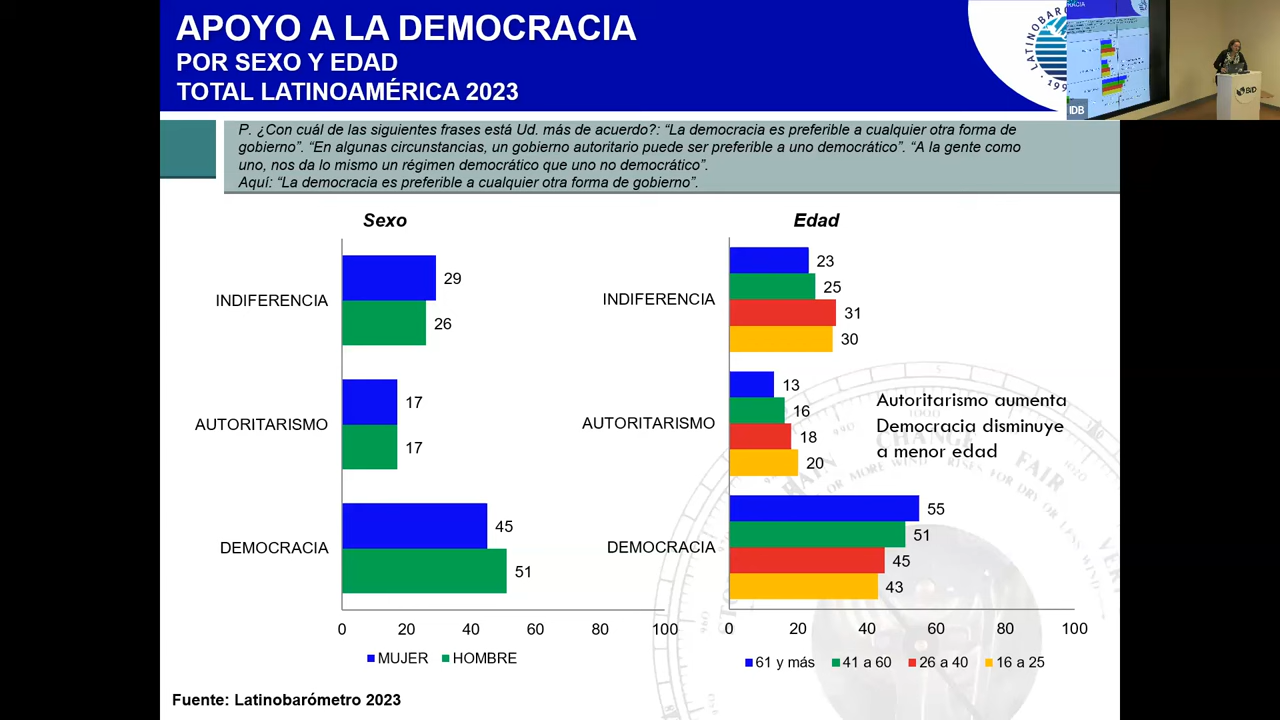 APOYO A LA DEMOCRACIA
POR SEXO Y EDAD
TOTAL LATINOAMÉRICA 2023
IDB
BID
P. ¿Con cuál de las siguientes frases está Ud. más de acuerdo?: “La democracia es preferible a cualquier otra forma de
gobierno”. “En algunas circunstancias, un gobierno autoritario puede ser preferible a uno democrático”. “A la gente como
uno, nos da lo mismo un régimen democrático que uno no democrático”.
Aquí: “La democracia es preferible a cualquier otra forma de gobierno”.
Sexo
INDIFERENCIA
29
26
AUTORITARISMO
17
17
DEMOCRACIA
45
51
0 20 40 60 80 100
MUJER HOMBRE
Edad
INDIFERENCIA
23
25
31
30
AUTORITARISMO
13
16
18
20
Autoritarismo aumenta
Democracia disminuye
a menor edad
DEMOCRACIA
55
51
45
43
0 20 40 60 80 100
61 y más 41 a 60 26 a 40 16 a 25
CHANGE
FAIR
Fuente: Latinobarómetro 2023